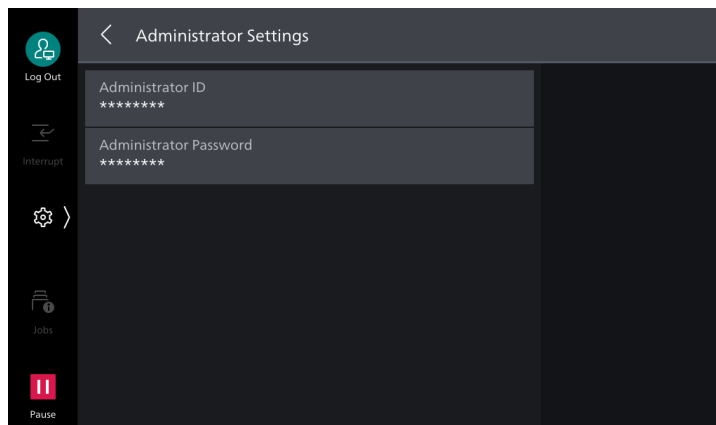 Administrator Settings
Log Out
Administrator ID
********
Administrator Password
********
Interrupt
Jobs
Pause